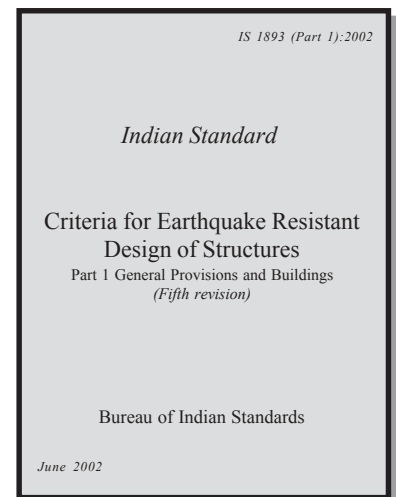 IS 1893 (Part 1):2002
Indian Standard
Criteria for Earthquake Resistant
Design of Structures
Part 1 General Provisions and Buildings
(Fifth revision)
Bureau of Indian Standards
June 2002